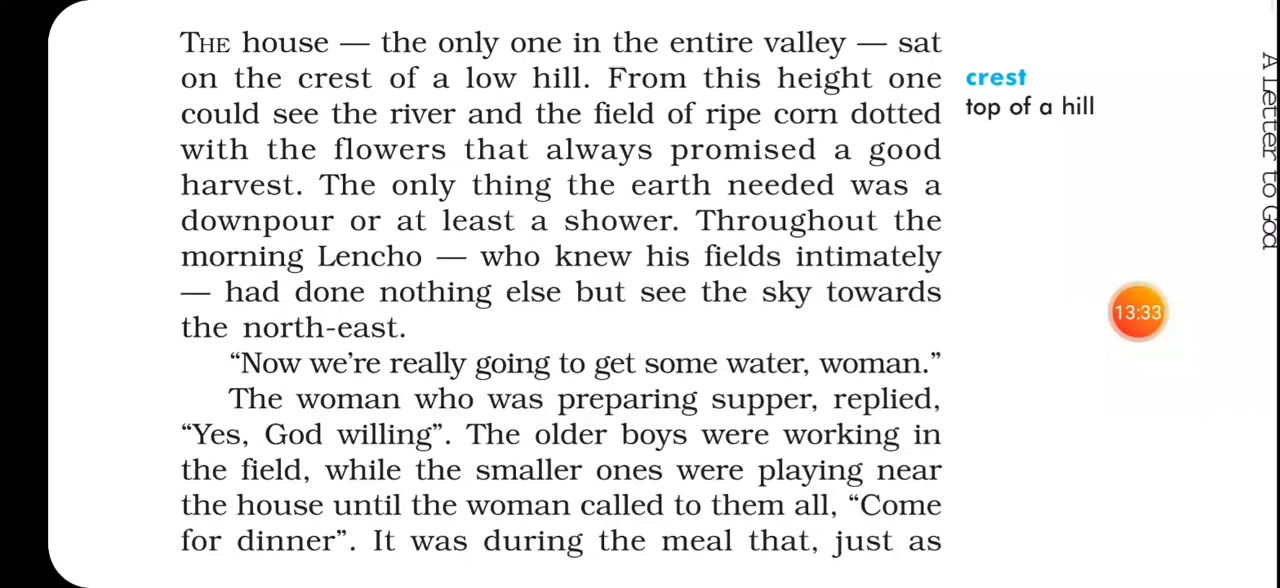 THE house — the only one in the entire valley — sat
on the crest of a low hill. From this height one
could see the river and the field of ripe corn dotted
with the flowers that always promised a good
harvest. The only thing the earth needed was a
downpour or at least a shower. Throughout the
morning Lencho — who knew his fields intimately
— had done nothing else but see the sky towards
the north-east.
“Now we’re really going to get some water, woman.”
The woman who was preparing supper, replied,
“Yes, God willing”. The older boys were working in
the field, while the smaller ones were playing near
the house until the woman called to them all, “Come
for dinner”. It was during the meal that, just as
crest
top of a hill
A Letter to God
13:33